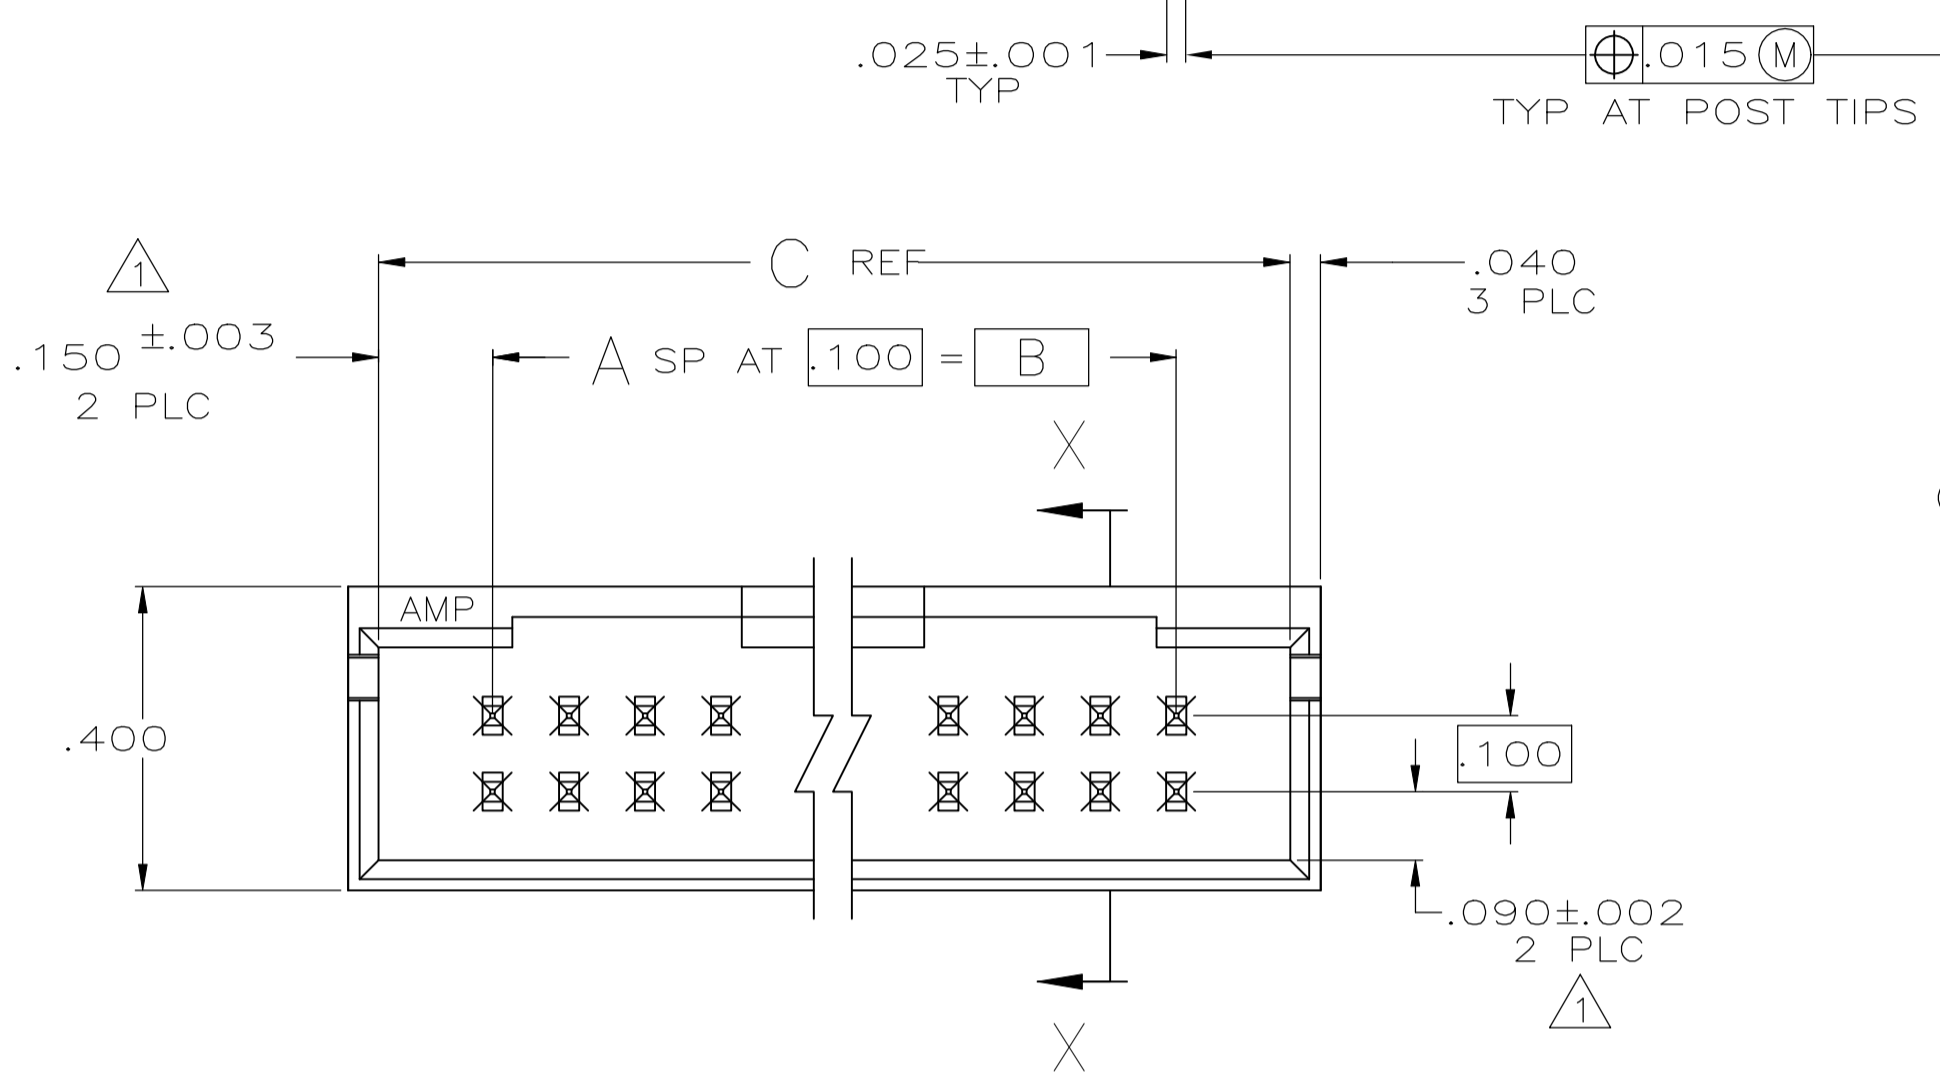 .025±.001
TYP
.015 Ⓜ
TYP AT POST TIPS
1
C REF
.040
3 PLC
.150 ±.003
2 PLC
A SP AT .100 = B
X
AMP
.400
.100
.090±.002
2 PLC
1
X